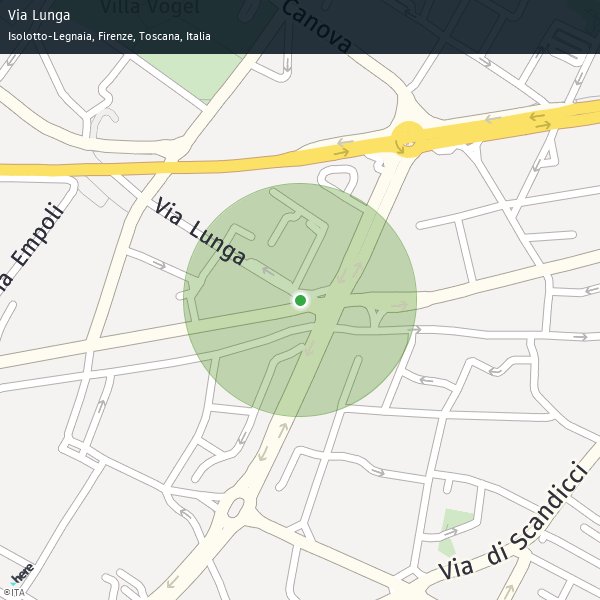 Via Lunga
Isolotto-Legnaia, Firenze, Toscana, Italia
Villa Vogel
Canova
Via Lunga
Empoli
Via di Scandicci
here
©ITA